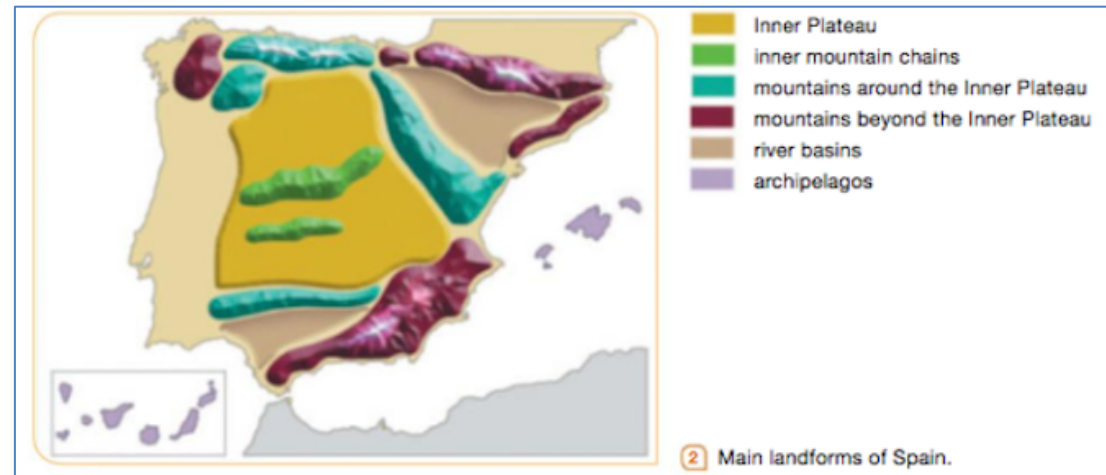 Inner Plateau
inner mountain chains
mountains around the Inner Plateau
mountains beyond the Inner Plateau
river basins
archipelagos
2 Main landforms of Spain.